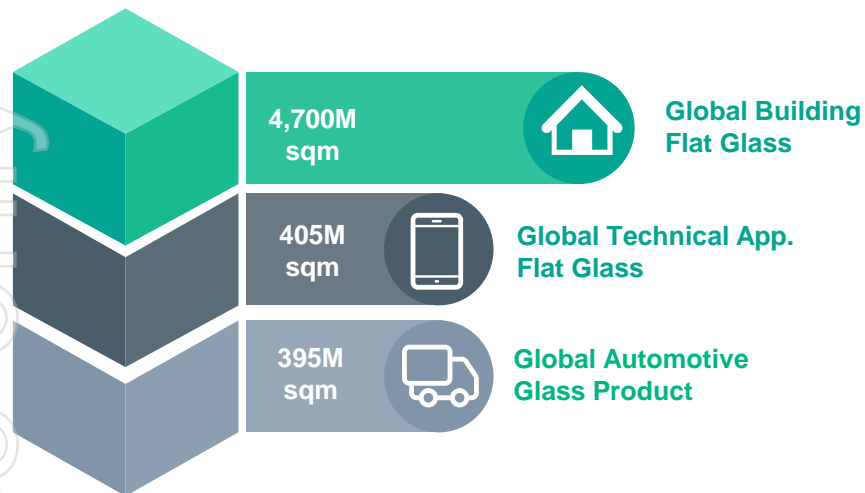 4,700M
sqm
Global Building
Flat Glass
405M
sqm
Global Technical App.
Flat Glass
395M
sqm
Global Automotive
Glass Product